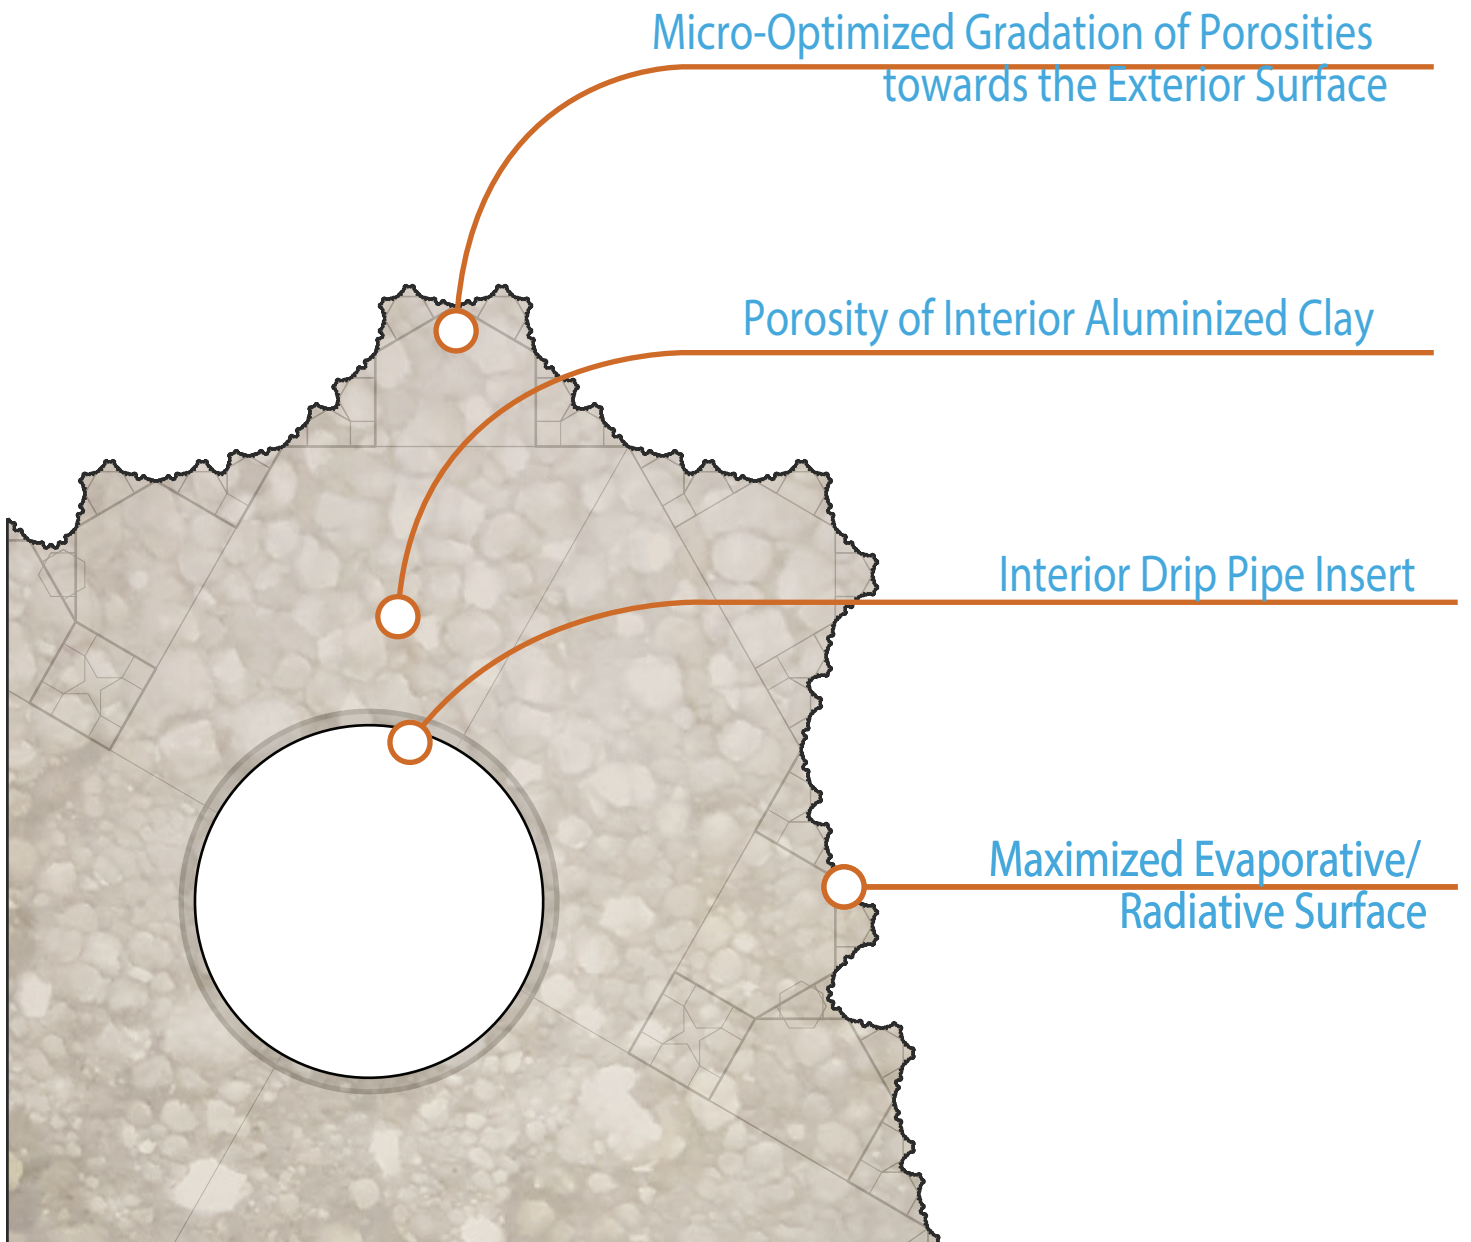 Micro-Optimized Gradation of Porosities
towards the Exterior Surface
Porosity of Interior Aluminized Clay
Interior Drip Pipe Insert
Maximized Evaporative/
Radiative Surface